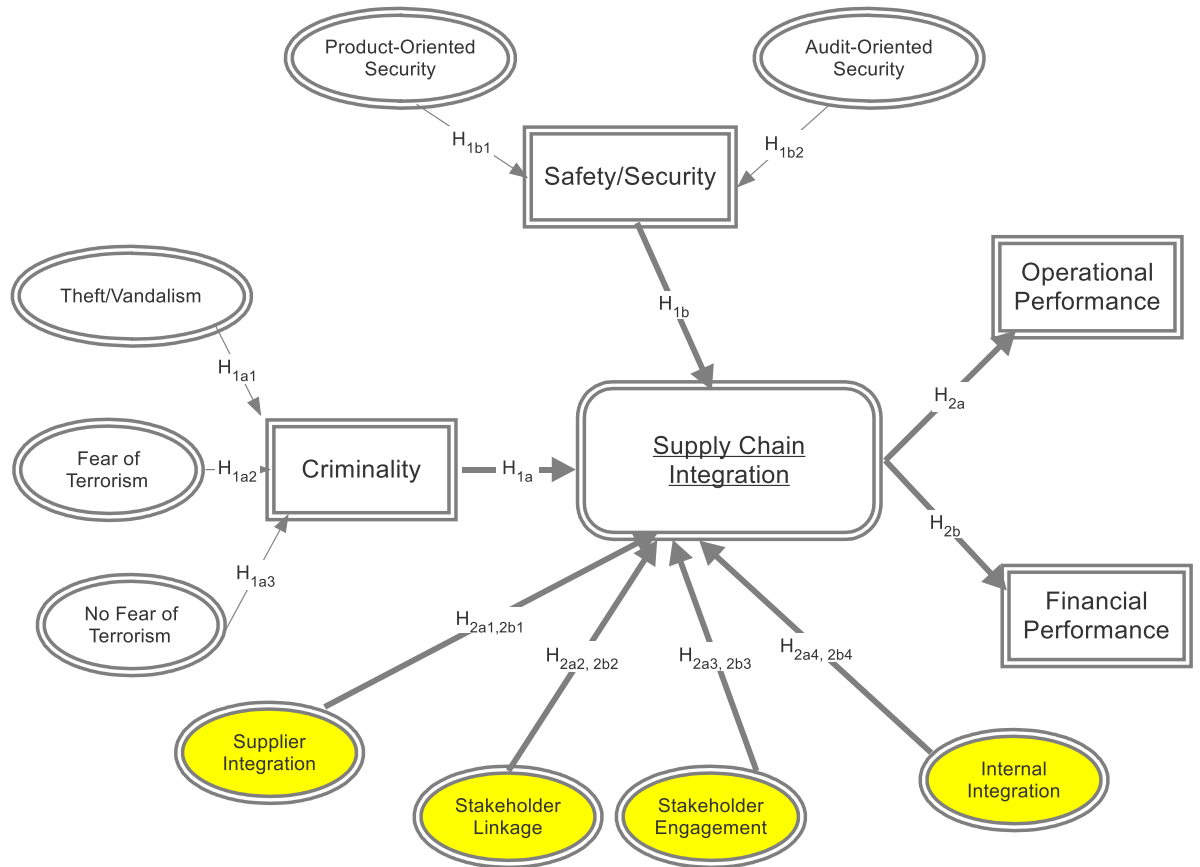 Product-Oriented
Security
Audit-Oriented
Security
H1b1
H1b2
Safety/Security
Theft/Vandalism
H1b
Operational
Performance
H1a1
H2a
Fear of
Terrorism
H1a2
Criminality
H1a
Supply Chain
Integration
H2b
H1a3
No Fear of
Terrorism
Financial
Performance
H2a1,2b1
H2a2, 2b2
H2a3, 2b3
H2a4, 2b4
Supplier
Integration
Stakeholder
Linkage
Stakeholder
Engagement
Internal
Integration